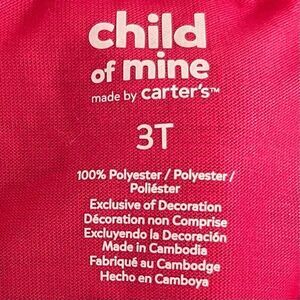 child
of mine
made by carter's™
3T
100% Polyester / Polyester /
Poliéster
Exclusive of Decoration
Décoration non Comprise
Excluyendo la Decoración
Made in Cambodia
Fabriqué au Cambodge
Hecho en Camboya